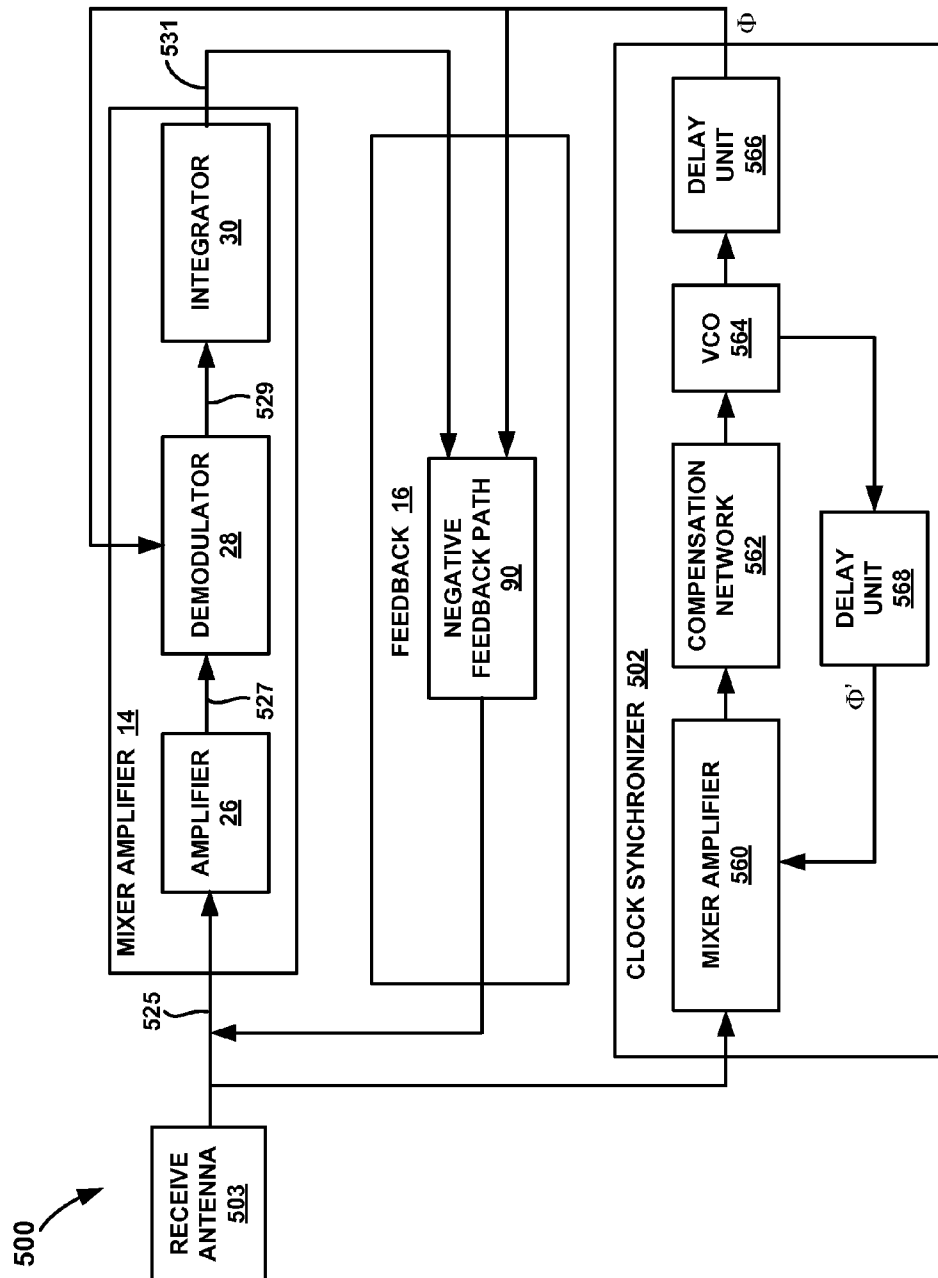 500
RECEIVE
ANTENNA
503
525
MIXER AMPLIFIER 14
AMPLIFIER
26
527
DEMODULATOR
28
529
INTEGRATOR
30
531
FEEDBACK 16
NEGATIVE
FEEDBACK PATH
90
CLOCK SYNCHRONIZER 502
MIXER AMPLIFIER
560
COMPENSATION
NETWORK
562
VCO
564
DELAY
UNIT
566
Φ
DELAY
UNIT
568
Φ'